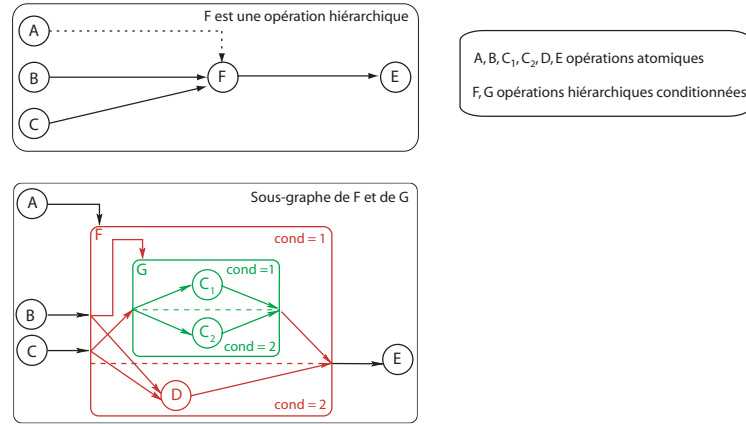 F est une opération hiérarchique
A
B
F
E
C
A, B, C₁, C₂, D, E opérations atomiques
F, G opérations hiérarchiques conditionnées
Sous-graphe de F et de G
A
F
cond = 1
G
cond =1
C₁
B
C₂
C
cond = 2
E
D
cond = 2